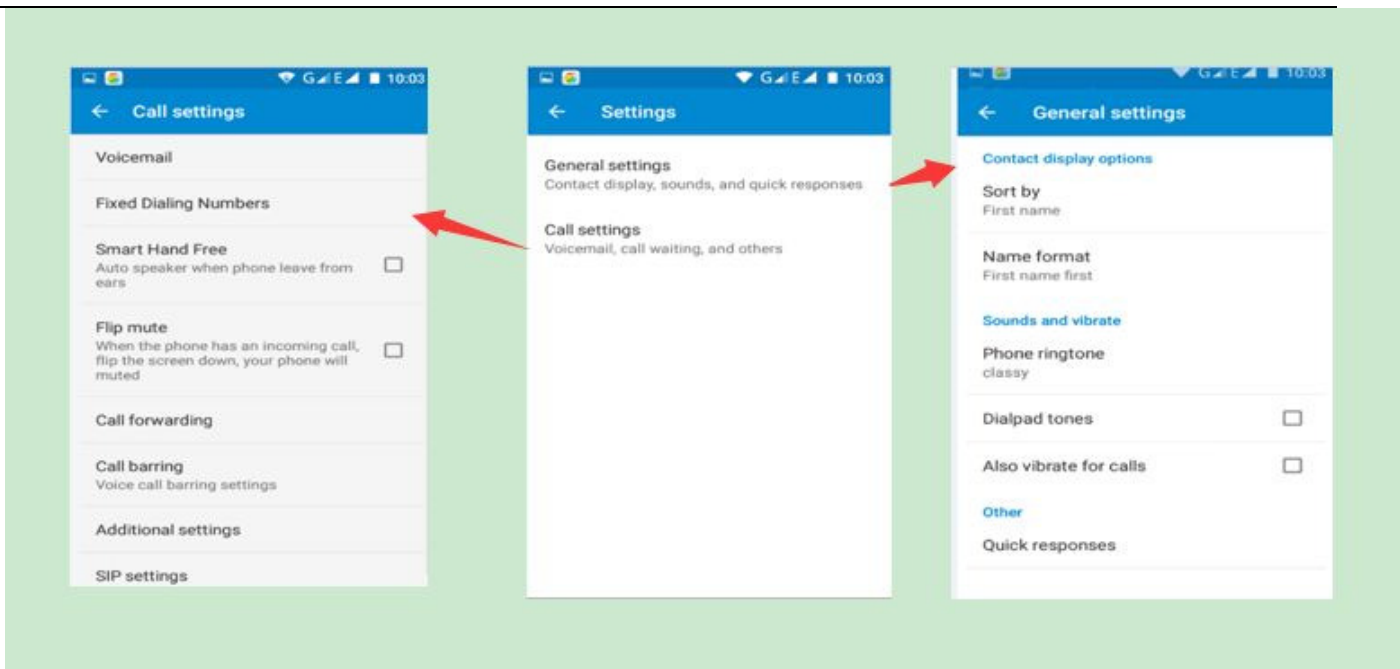 G E 10:03
Call settings
Voicemail
Fixed Dialing Numbers
Smart Hand Free
Auto speaker when phone leave from
ears
Flip mute
When the phone has an incoming call,
flip the screen down, your phone will
muted
Call forwarding
Call barring
Voice call barring settings
Additional settings
SIP settings
G E 10:03
Settings
General settings
Contact display, sounds, and quick responses
Call settings
Voicemail, call waiting, and others
G E 10:03
General settings
Contact display options
Sort by
First name
Name format
First name first
Sounds and vibrate
Phone ringtone
classy
Dialpad tones
Also vibrate for calls
Other
Quick responses